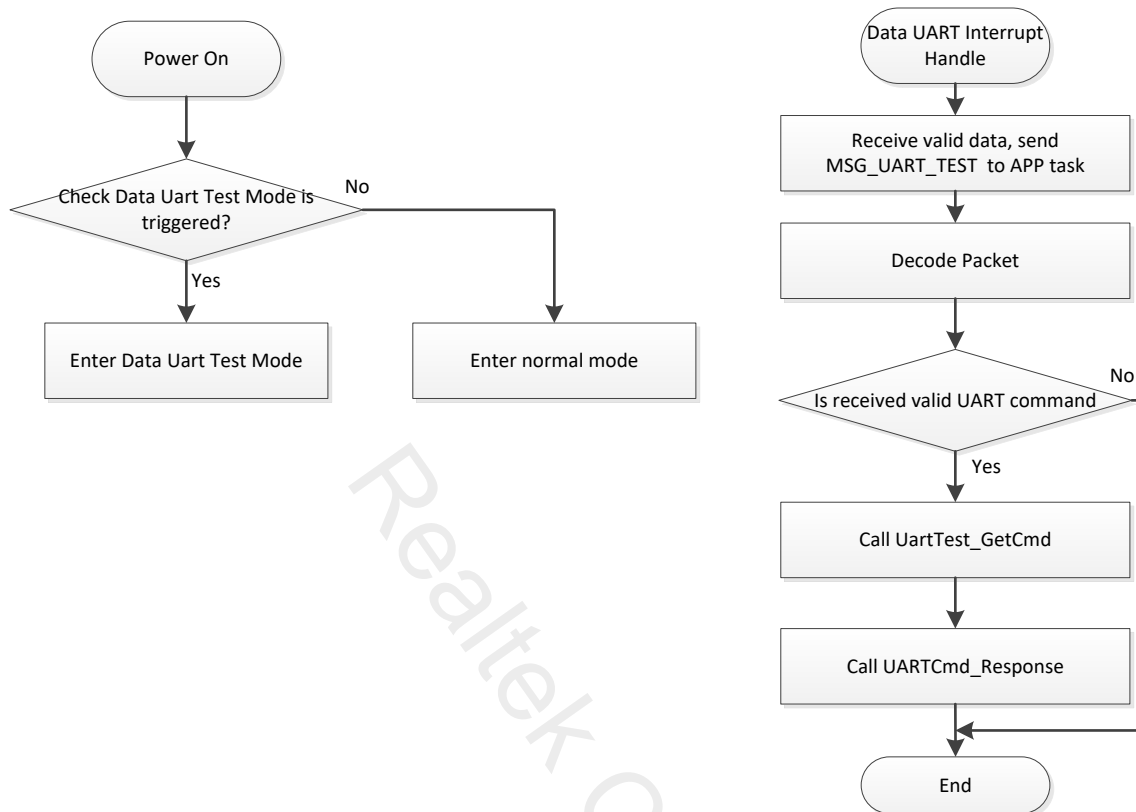 Power On
Check Data Uart Test Mode is
triggered?
No
Yes
Enter Data Uart Test Mode
Enter normal mode
Data UART Interrupt
Handle
Receive valid data, send
MSG_UART_TEST to APP task
Decode Packet
Is received valid UART command
No
Yes
Call UartTest_GetCmd
Call UARTCmd_Response
End
Realtek